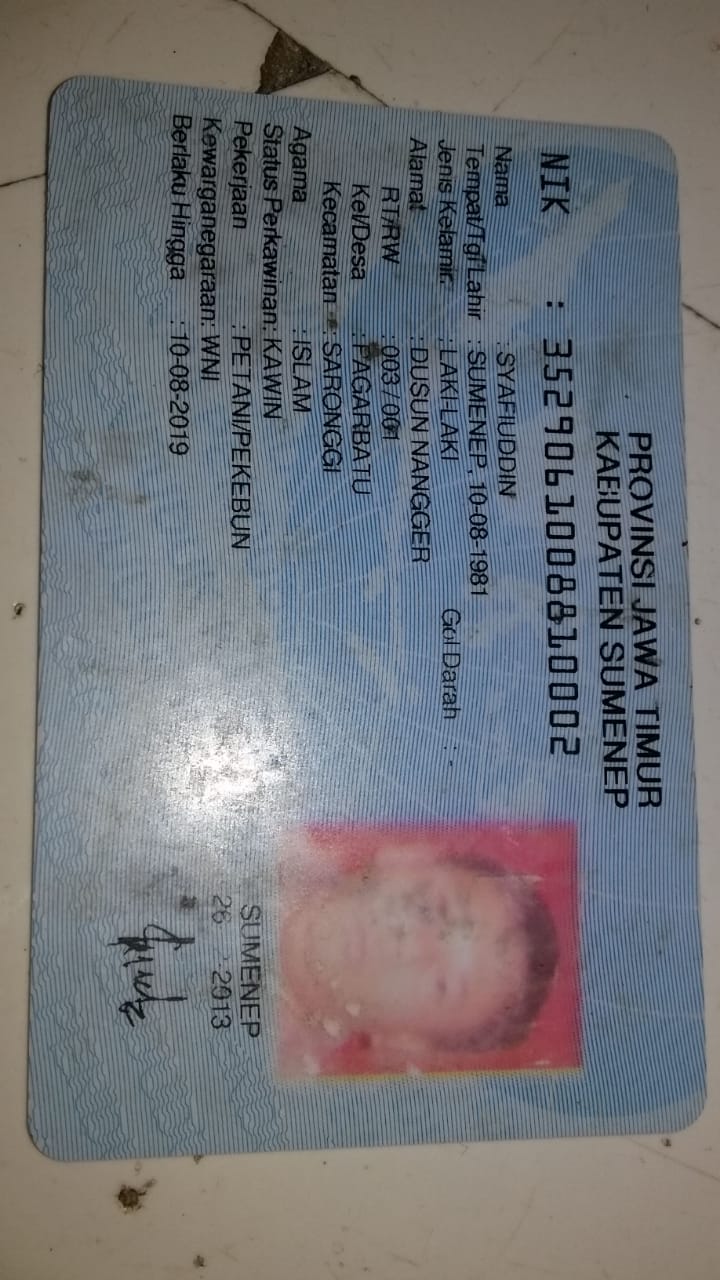 PROVINSI JAWA TIMUR
KABUPATEN SUMENEP
NIK : 3529061008810002
Nama : SYAFIUDDIN
Tempat/Tgl Lahir : SUMENEP, 10-08-1981
Jenis Kelamin : LAKI-LAKI Gol Darah : -
Alamat : DUSUN NANGGER
RT/RW : 003 / 001
Kel/Desa : PAGARBATU
Kecamatan : SARONGGI
Agama : ISLAM
Status Perkawinan: KAWIN
Pekerjaan : PETANI/PEKEBUN
Kewarganegaraan: WNI
Berlaku Hingga : 10-08-2019
SUMENEP
26 -2013